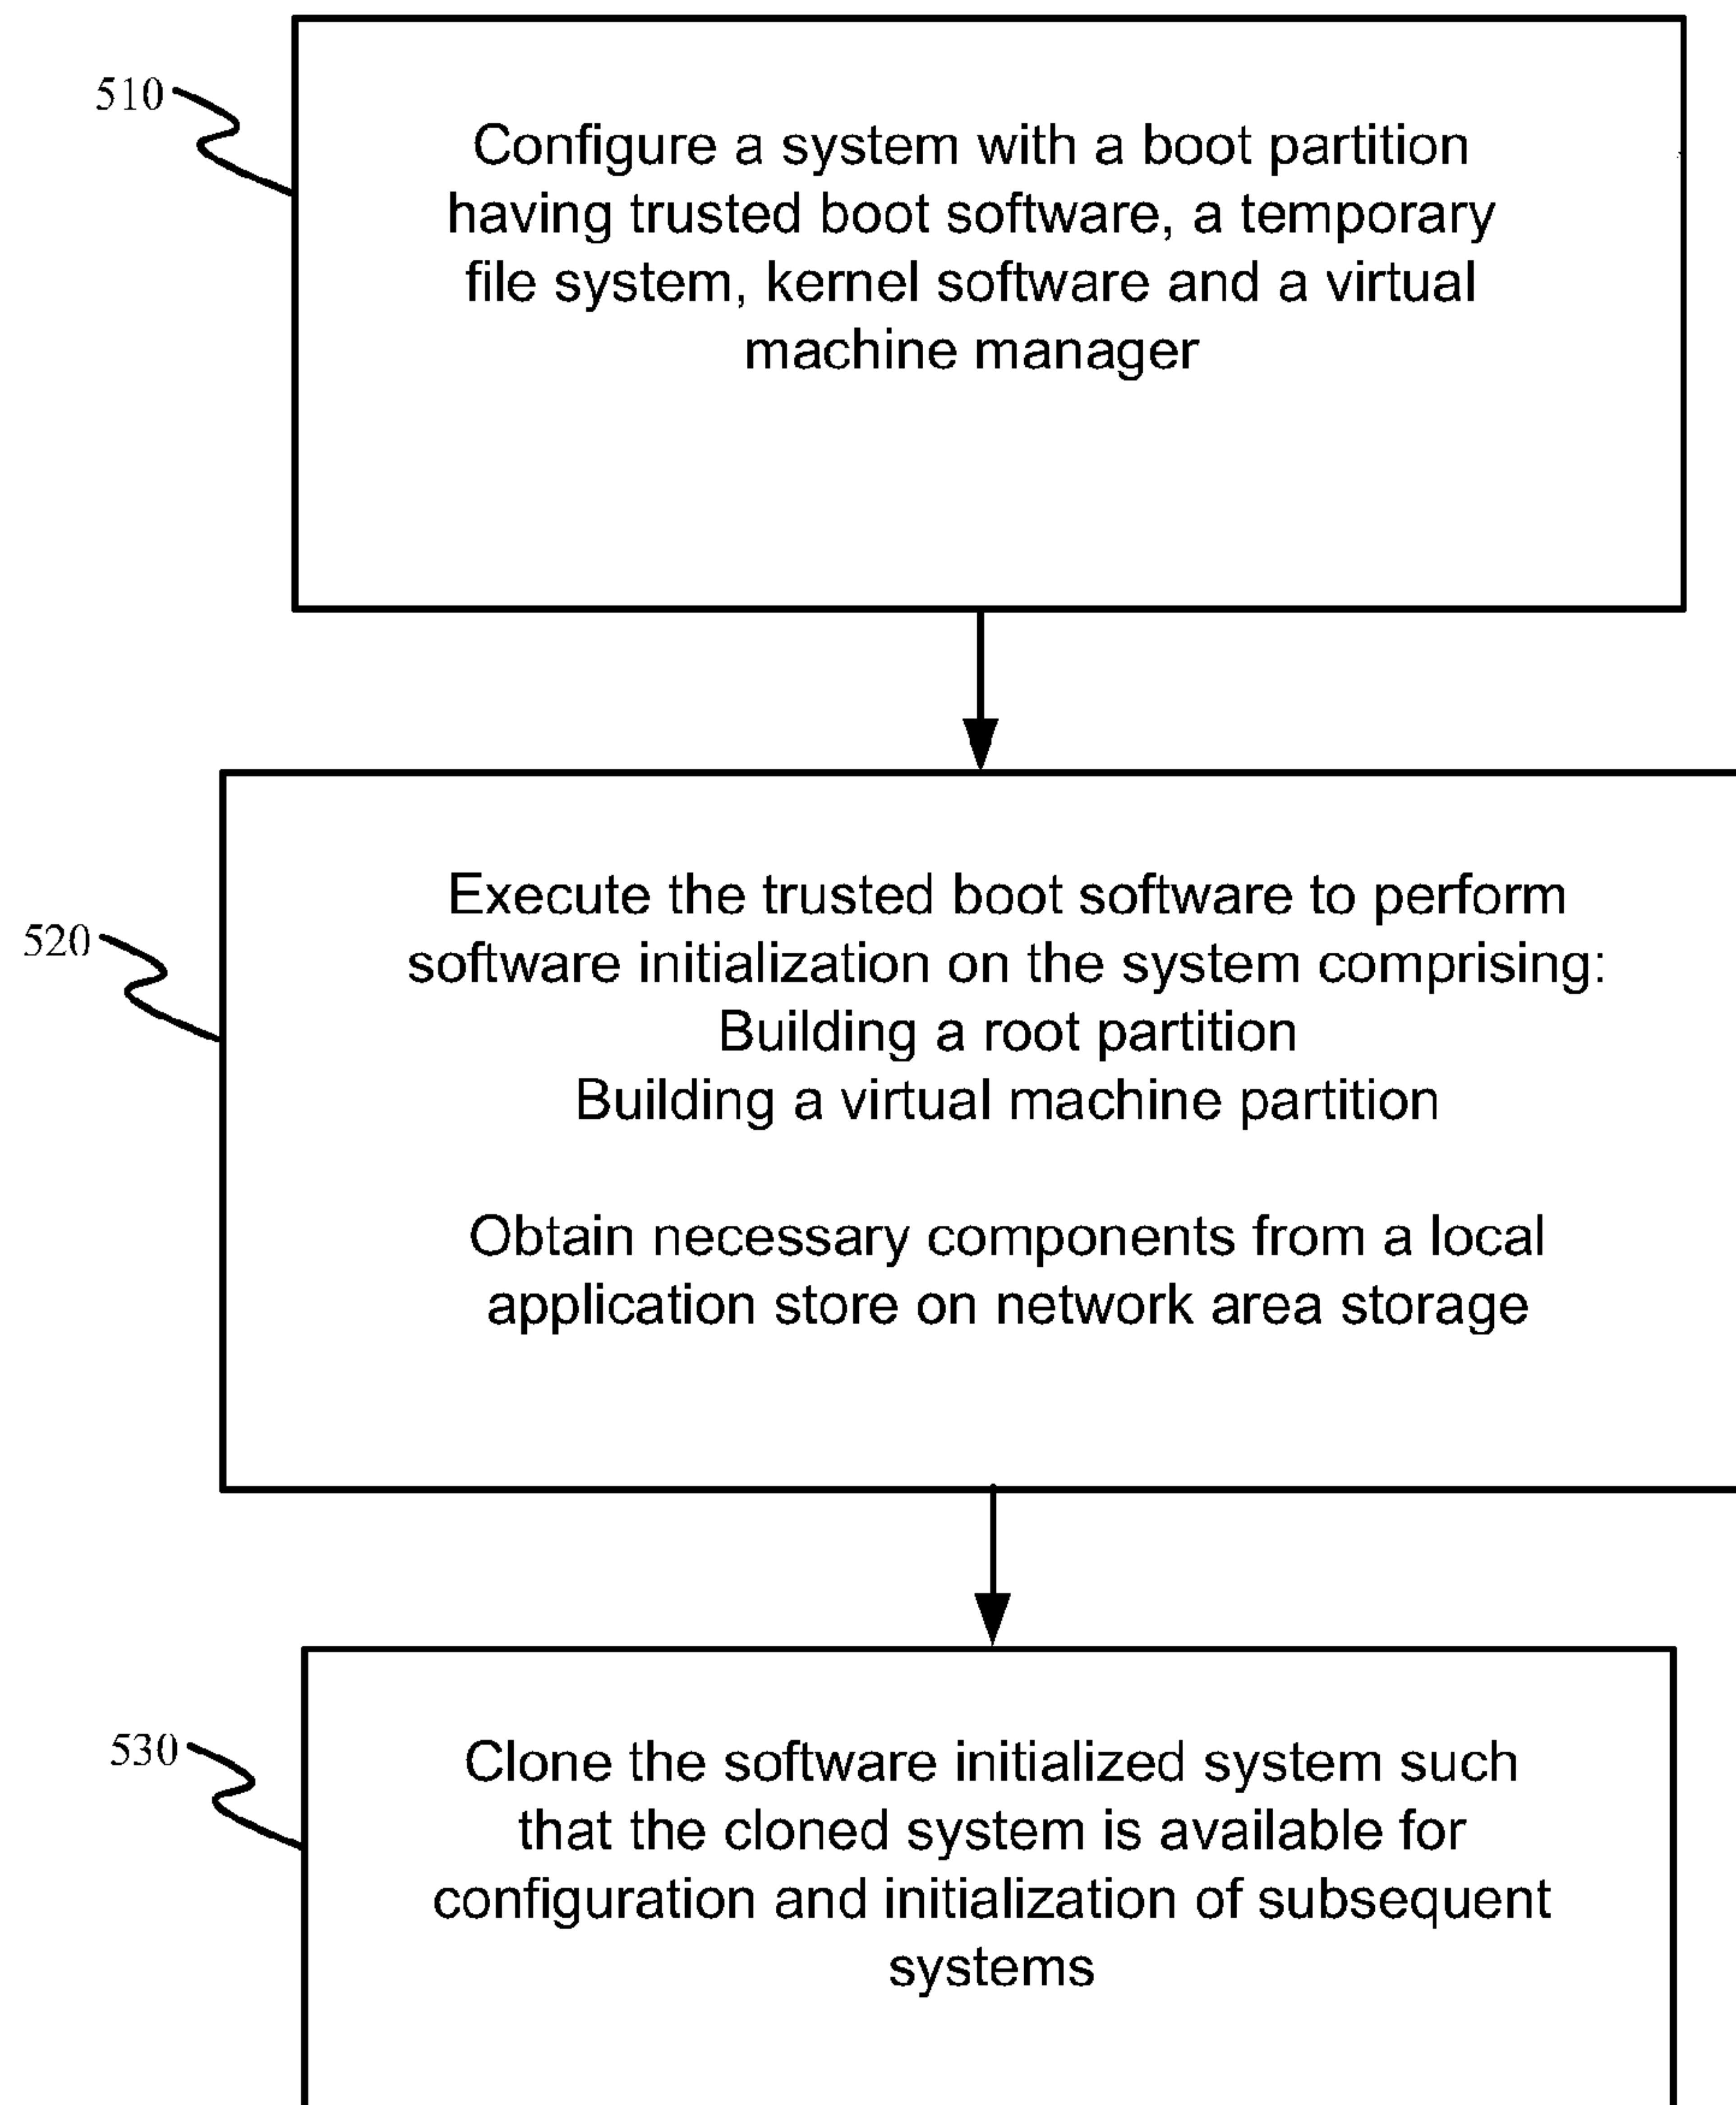 510
Configure a system with a boot partition
having trusted boot software, a temporary
file system, kernel software and a virtual
machine manager
520
Execute the trusted boot software to perform
software initialization on the system comprising:
Building a root partition
Building a virtual machine partition
Obtain necessary components from a local
application store on network area storage
530
Clone the software initialized system such
that the cloned system is available for
configuration and initialization of subsequent
systems